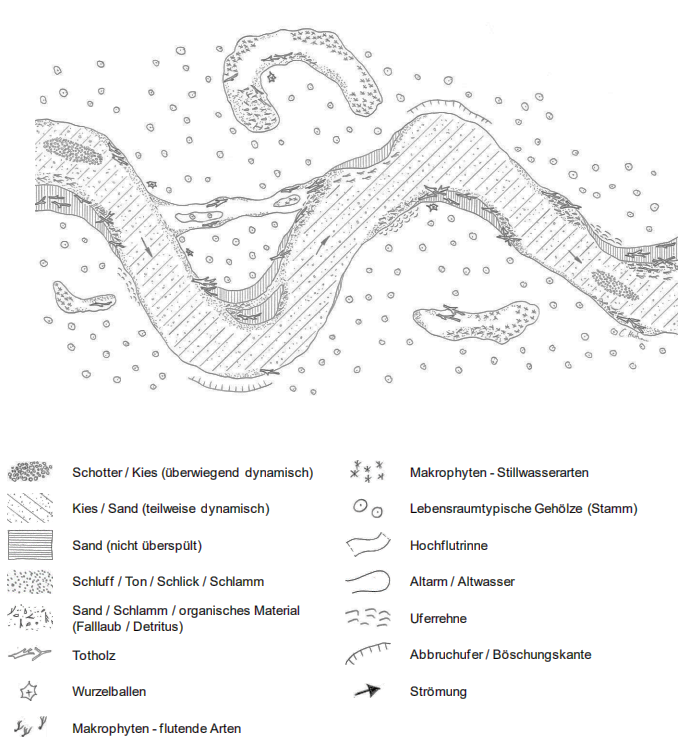 Schotter / Kies (überwiegend dynamisch)
Kies / Sand (teilweise dynamisch)
Sand (nicht überspült)
Schluff / Ton / Schlick / Schlamm
Sand / Schlamm / organisches Material
(Falllaub / Detritus)
Totholz
Wurzelballen
Makrophyten - flutende Arten
Makrophyten - Stillwasserarten
Lebensraumtypische Gehölze (Stamm)
Hochflutrinne
Altarm / Altwasser
Uferrehne
Abbruchufer / Böschungskante
Strömung